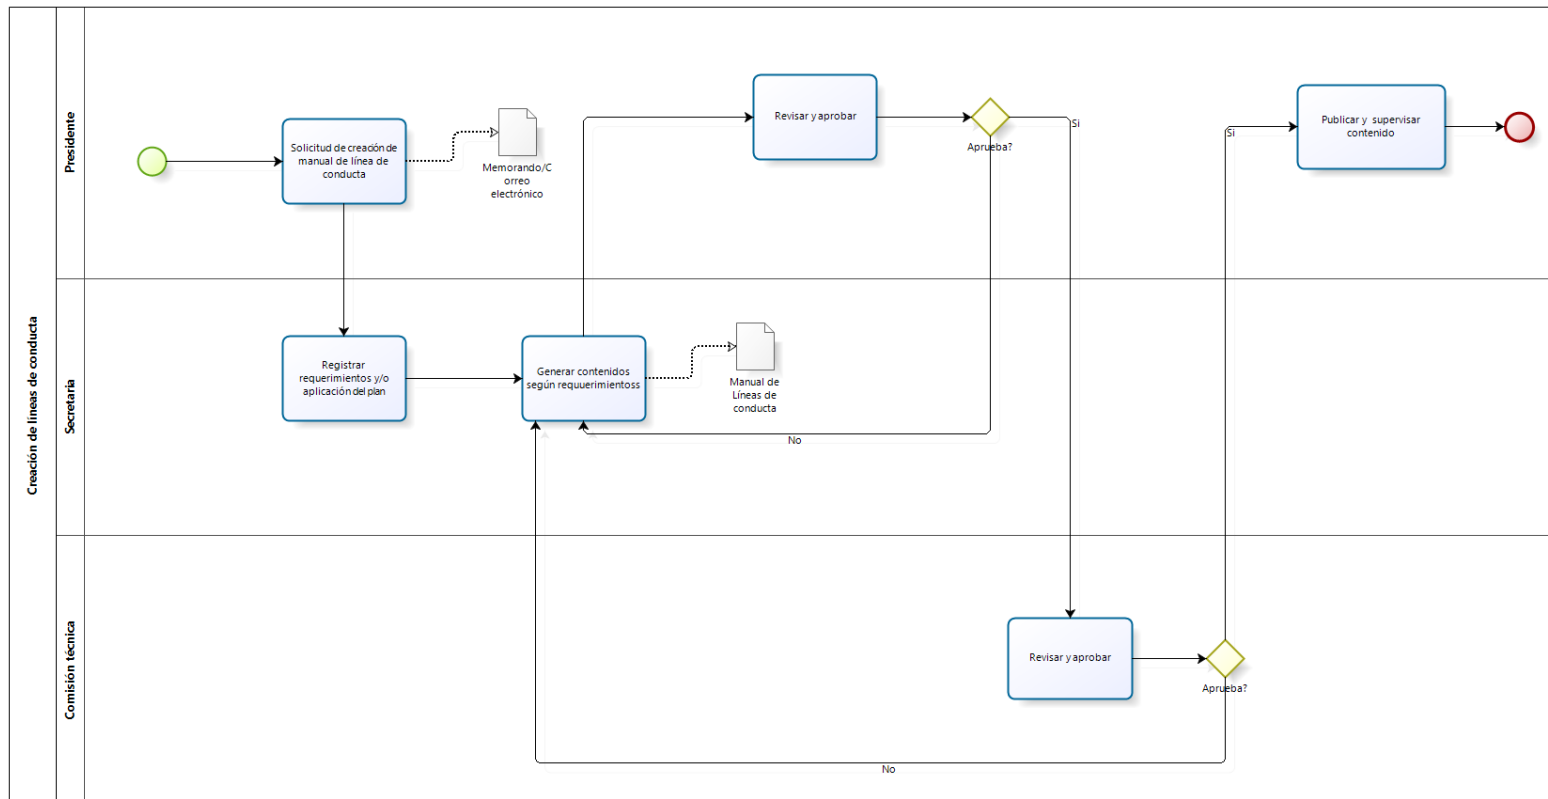 Creación de lineas de conducta
Presidente
Solicitud de creación de
manual de línea de
conducta
Memorando/C
orreo
electrónico
Revisar y aprobar
Aprueba?
Si
Si
Publicar y supervisar
contenido
Secretaria
Registrar
requerimientos y/o
aplicación del plan
Generar contenidos
según requuerimientoss
Manual de
Líneas de
conducta
No
Comisión técnica
Revisar y aprobar
Aprueba?
No